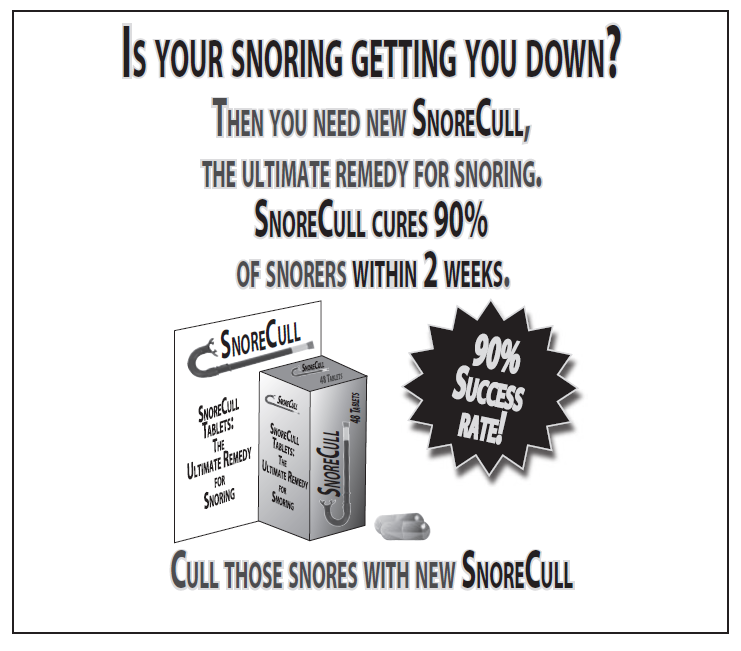 Is your snoring getting you down?
Then you need new SnoreCull,
the ultimate remedy for snoring.
SnoreCull cures 90%
of snorers within 2 weeks.
SnoreCull
SnoreCull
Tablets:
The
Ultimate Remedy
for
Snoring
SnoreCull
48 Tablets
SnoreCull
SnoreCull
Tablets:
The
Ultimate Remedy
for
Snoring
SnoreCull
48 Tablets
90%
Success
rate!
Cull those snores with new SnoreCull